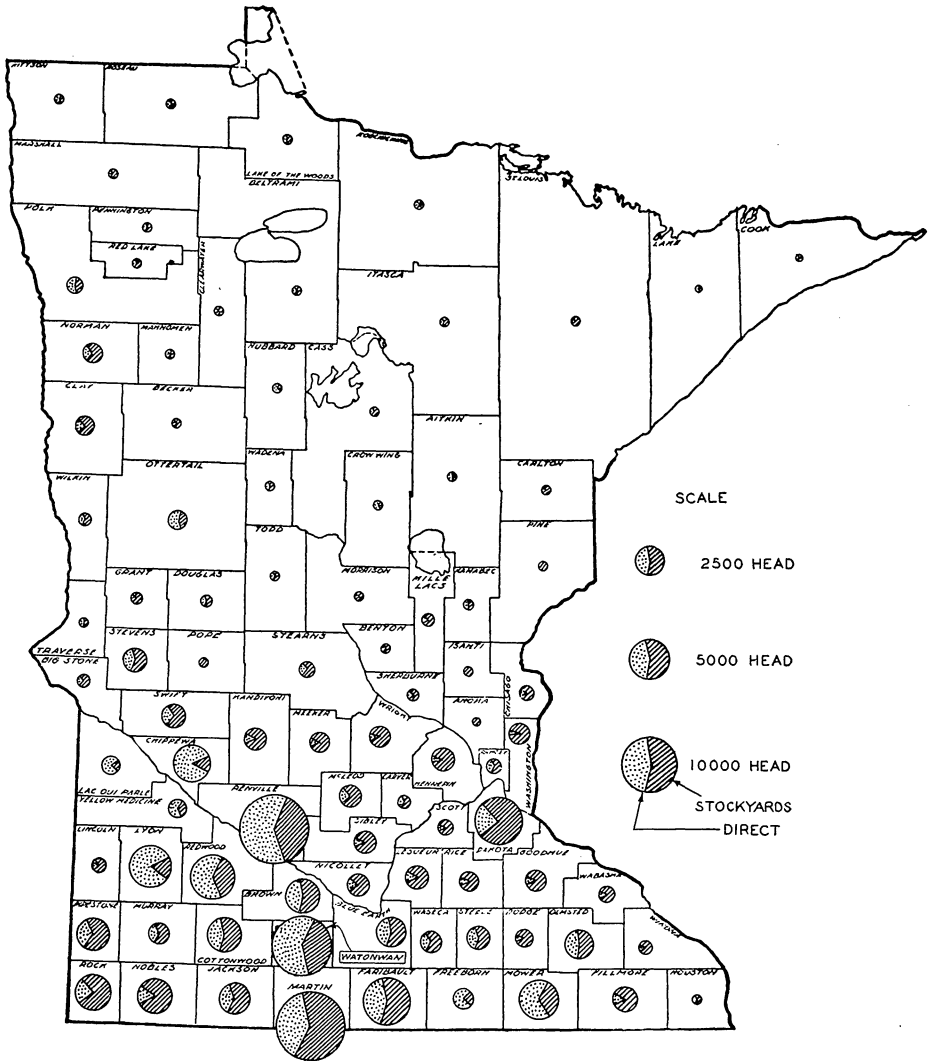 KITTSON
ROSEAU
LAKE OF THE WOODS
KOOCHICHING
ST. LOUIS
MARSHALL
BELTRAMI
POLK
PENNINGTON
RED LAKE
CLEARWATER
ITASCA
LAKE
COOK
NORMAN
MAHNOMEN
HUBBARD
CASS
CLAY
BECKER
AITKIN
OTTERTAIL
WADENA
CROW WING
CARLTON
WILKIN
TODD
PINE
SCALE
2500 HEAD
5000 HEAD
10000 HEAD
STOCKYARDS
DIRECT
GRANT
DOUGLAS
MORRISON
MILLE
LACS
KANABEC
TRAVERSE
STEVENS
POPE
STEARNS
BENTON
ISANTI
BIG STONE
SHERBURNE
CHISAGO
SWIFT
KANDIYOHI
MEEKER
WRIGHT
ANOKA
CHIPPEWA
HENNEPIN
WASHINGTON
LAC QUI PARLE
RENVILLE
MCLEOD
CARVER
YELLOW MEDICINE
SCOTT
DAKOTA
SIBLEY
LINCOLN
LYON
REDWOOD
NICOLLET
LESUEUR
RICE
GOODHUE
WABASHA
BROWN
BLUE EARTH
PIPESTONE
MURRAY
COTTONWOOD
WATONWAN
WASECA
STEELE
DODGE
OLMSTED
WINONA
ROCK
NOBLES
JACKSON
MARTIN
FARIBAULT
FREEBORN
MOWER
FILLMORE
HOUSTON